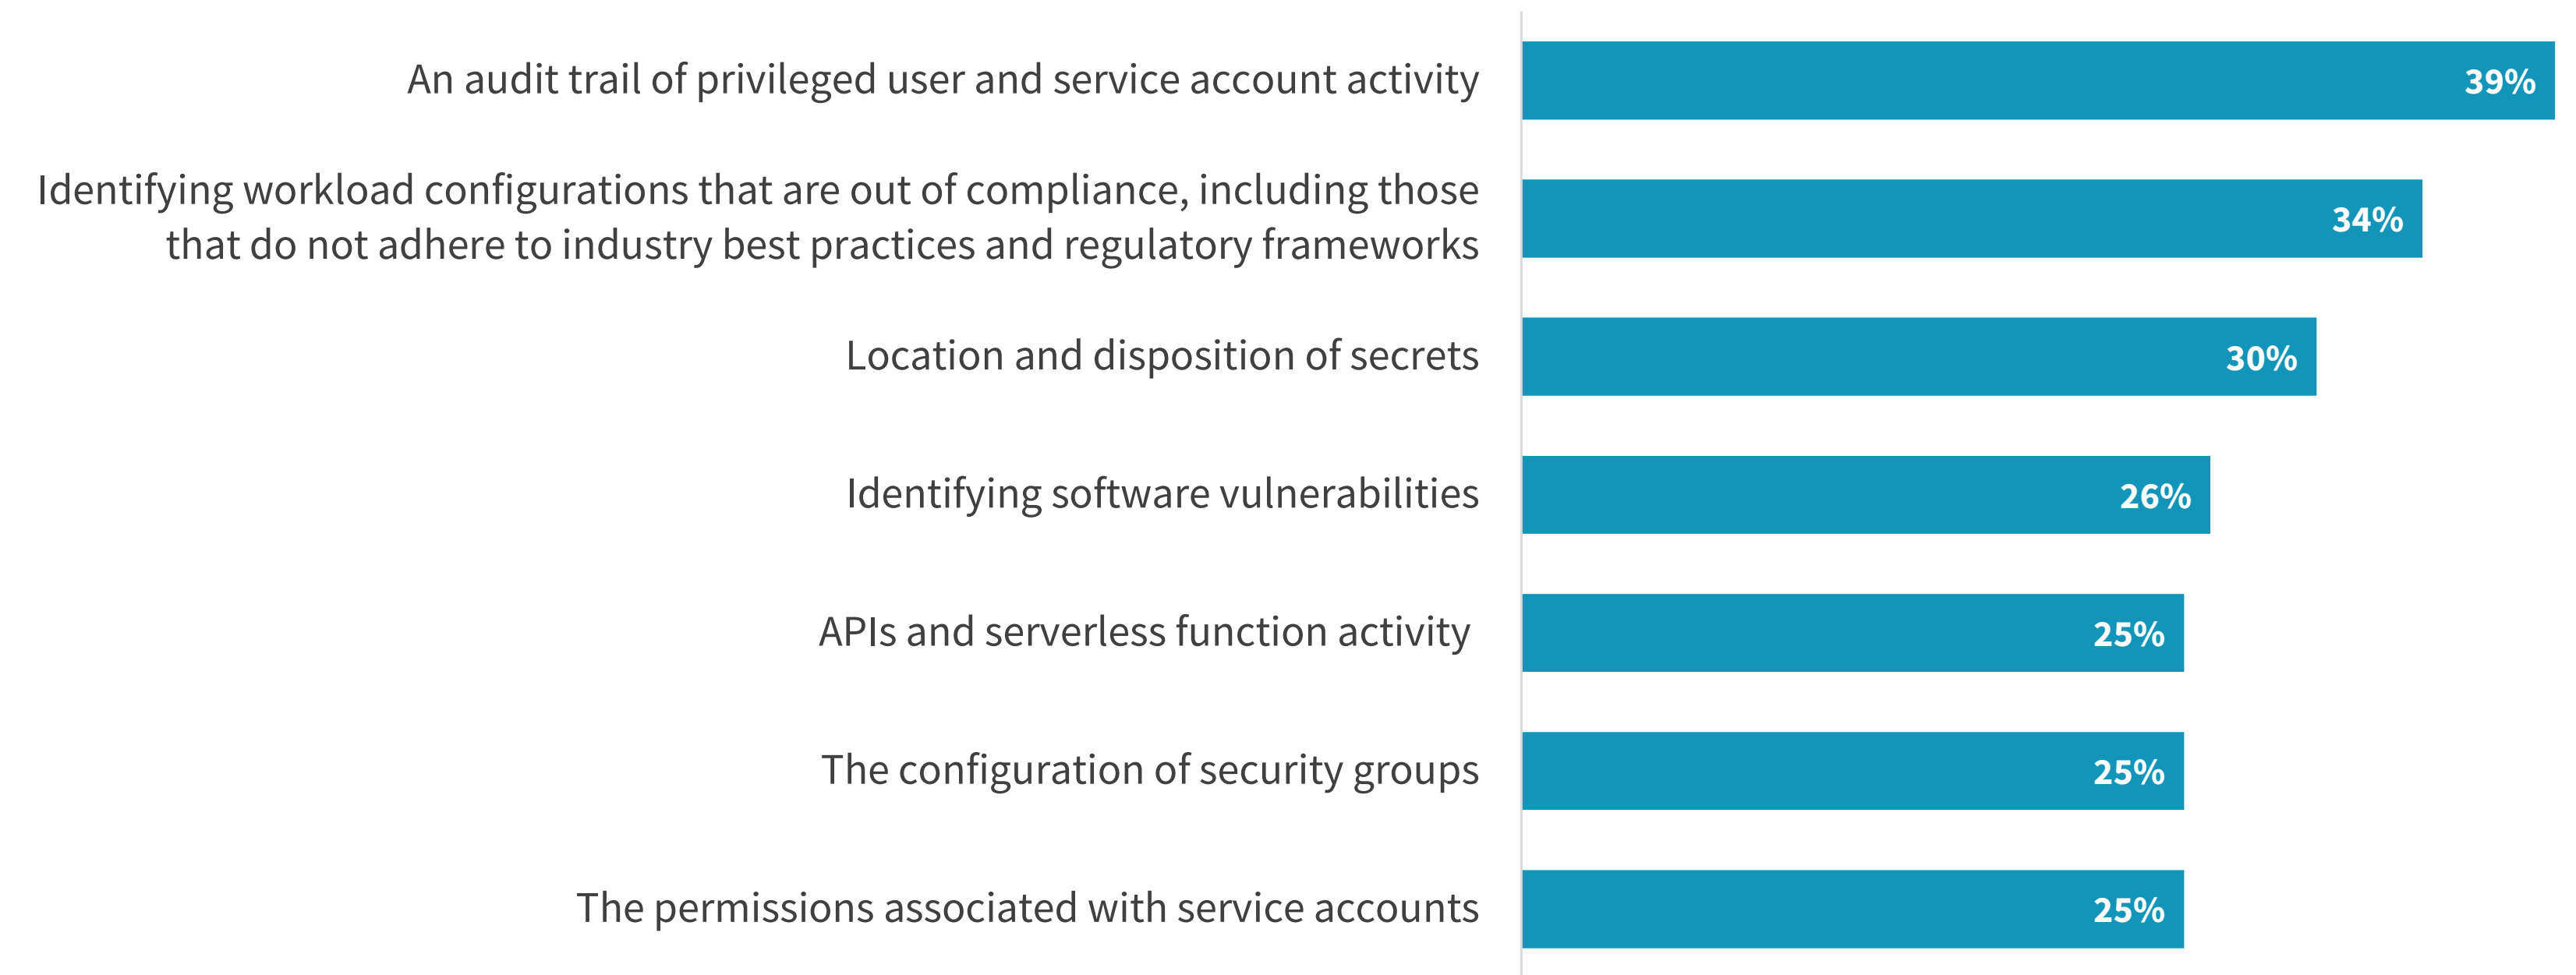 An audit trail of privileged user and service account activity
39%
Identifying workload configurations that are out of compliance, including those
that do not adhere to industry best practices and regulatory frameworks
34%
Location and disposition of secrets
30%
Identifying software vulnerabilities
26%
APIs and serverless function activity
25%
The configuration of security groups
25%
The permissions associated with service accounts
25%